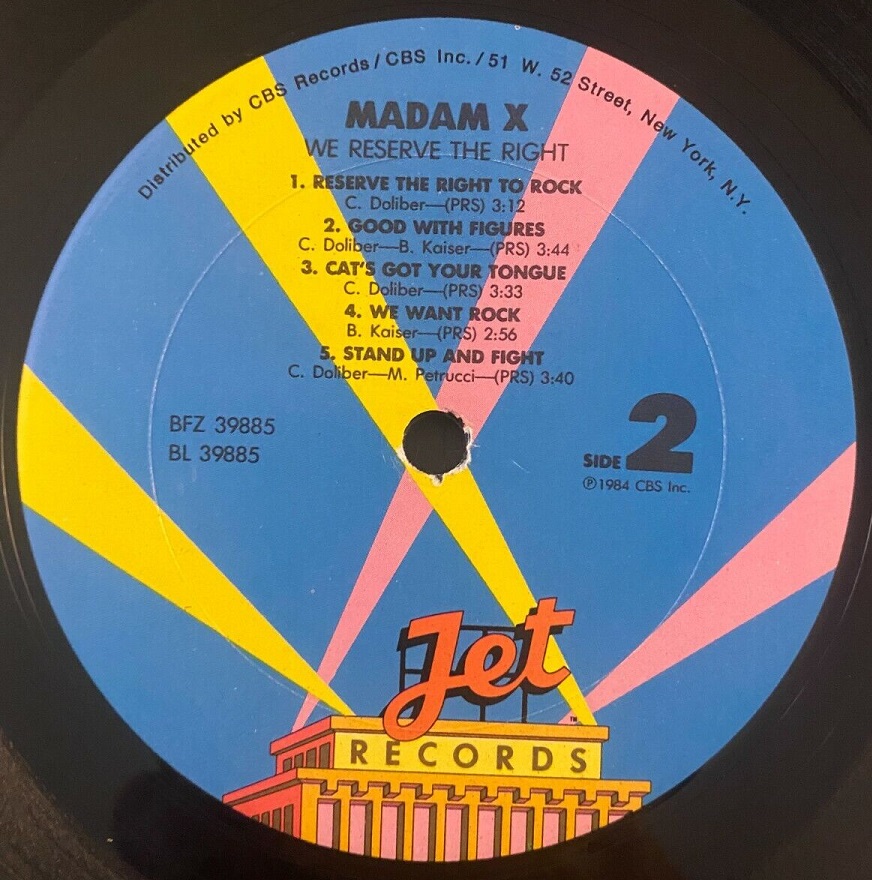 Distributed by CBS Records / CBS Inc. / 51 W. 52 Street, New York, N.Y.
MADAM X
WE RESERVE THE RIGHT
1. RESERVE THE RIGHT TO ROCK
C. Doliber—(PRS) 3:12
2. GOOD WITH FIGURES
C. Doliber—B. Kaiser—(PRS) 3:44
3. CAT'S GOT YOUR TONGUE
C. Doliber—(PRS) 3:33
4. WE WANT ROCK
B. Kaiser—(PRS) 2:56
5. STAND UP AND FIGHT
C. Doliber—M. Petrucci—(PRS) 3:40
BFZ 39885
BL 39885
SIDE 2
℗1984 CBS Inc.
Jet
™
RECORDS